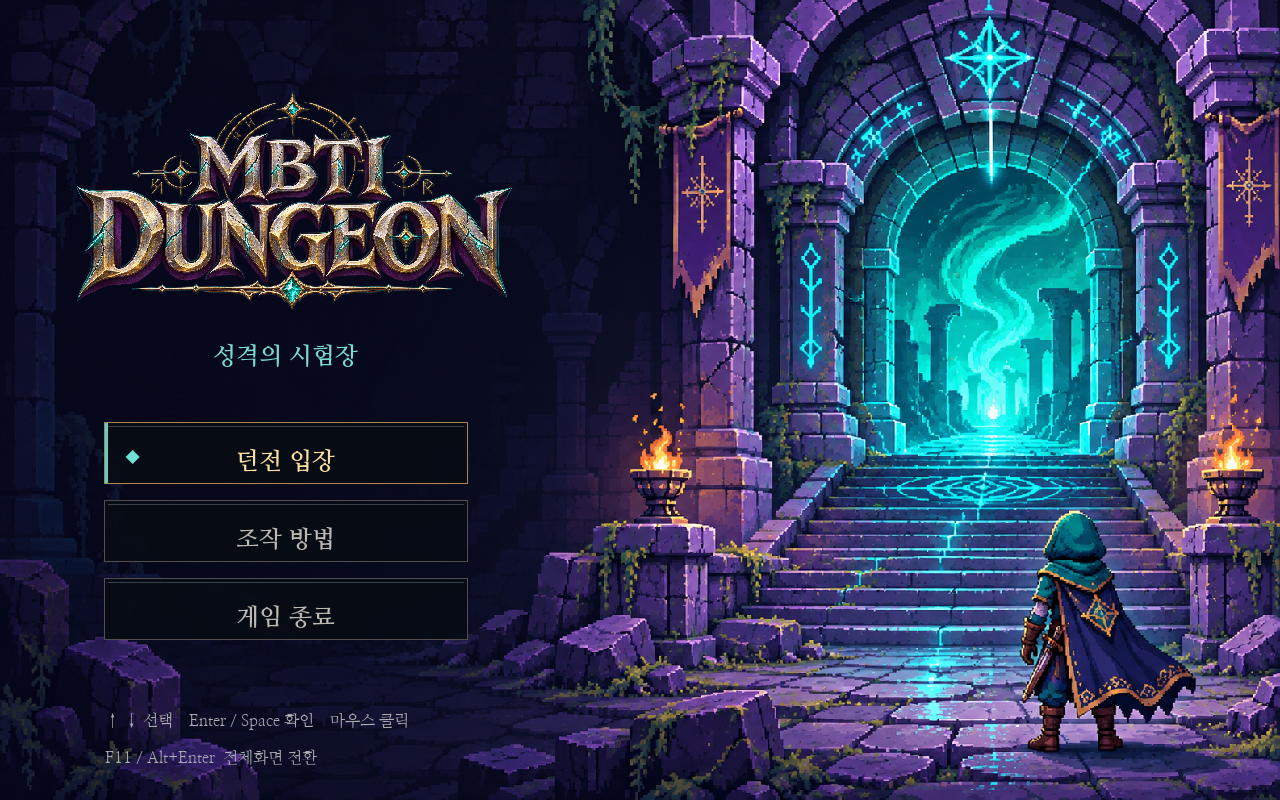 MBTI
DUNGEON
성격의 시험장
던전 입장
조작 방법
게임 종료
↑ ↓ 선택 Enter / Space 확인 마우스 클릭
F11 / Alt+Enter 전체화면 전환